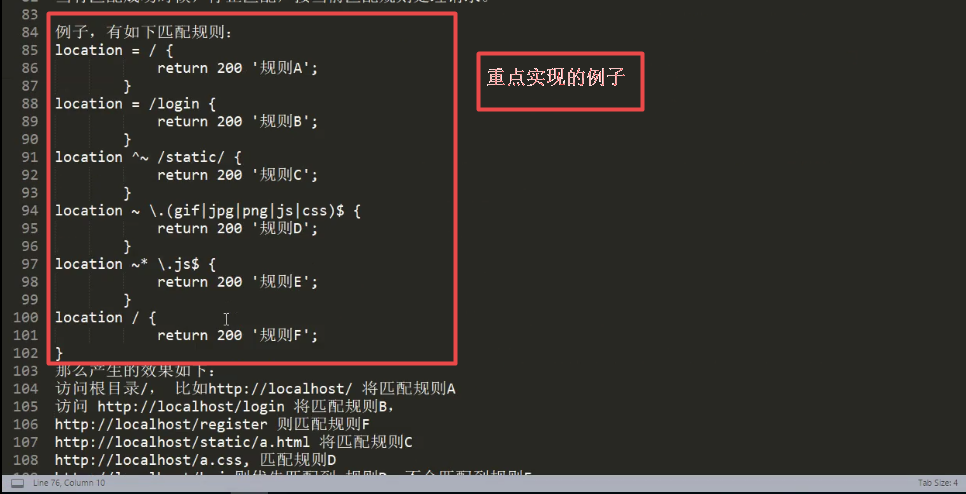 83
84 例子，有如下匹配规则：
重点实现的例子
85 location = / {
86 return 200 '规则A';
87 }
88 location = /login {
89 return 200 '规则B';
90 }
91 location ^~ /static/ {
92 return 200 '规则C';
93 }
94 location ~ \.(gif|jpg|png|js|css)$ {
95 return 200 '规则D';
96 }
97 location ~* \.js$ {
98 return 200 '规则E';
99 }
100 location / {
101 return 200 '规则F';
102 }
103 那么产生的效果如下：
104 访问根目录/， 比如http://localhost/ 将匹配规则A
105 访问 http://localhost/login 将匹配规则B，
106 http://localhost/register 则匹配规则F
107 http://localhost/static/a.html 将匹配规则C
108 http://localhost/a.css, 匹配规则D
Line 76, Column 10
Tab Size: 4